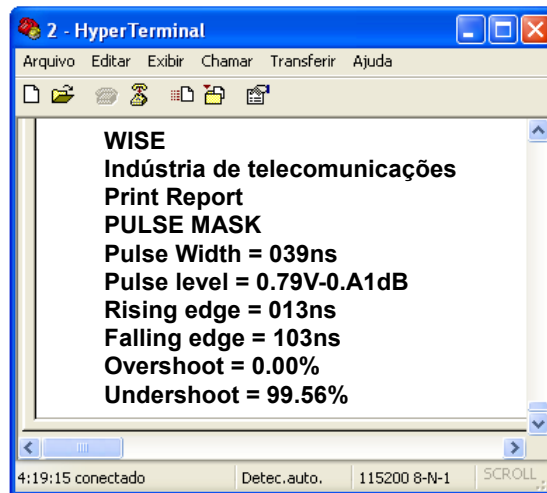 2 - HyperTerminal
Arquivo Editar Exibir Chamar Transferir Ajuda
WISE
Indústria de telecomunicações
Print Report
PULSE MASK
Pulse Width = 039ns
Pulse level = 0.79V-0.A1dB
Rising edge = 013ns
Falling edge = 103ns
Overshoot = 0.00%
Undershoot = 99.56%
4:19:15 conectado Detec.auto. 115200 8-N-1 SCROLL